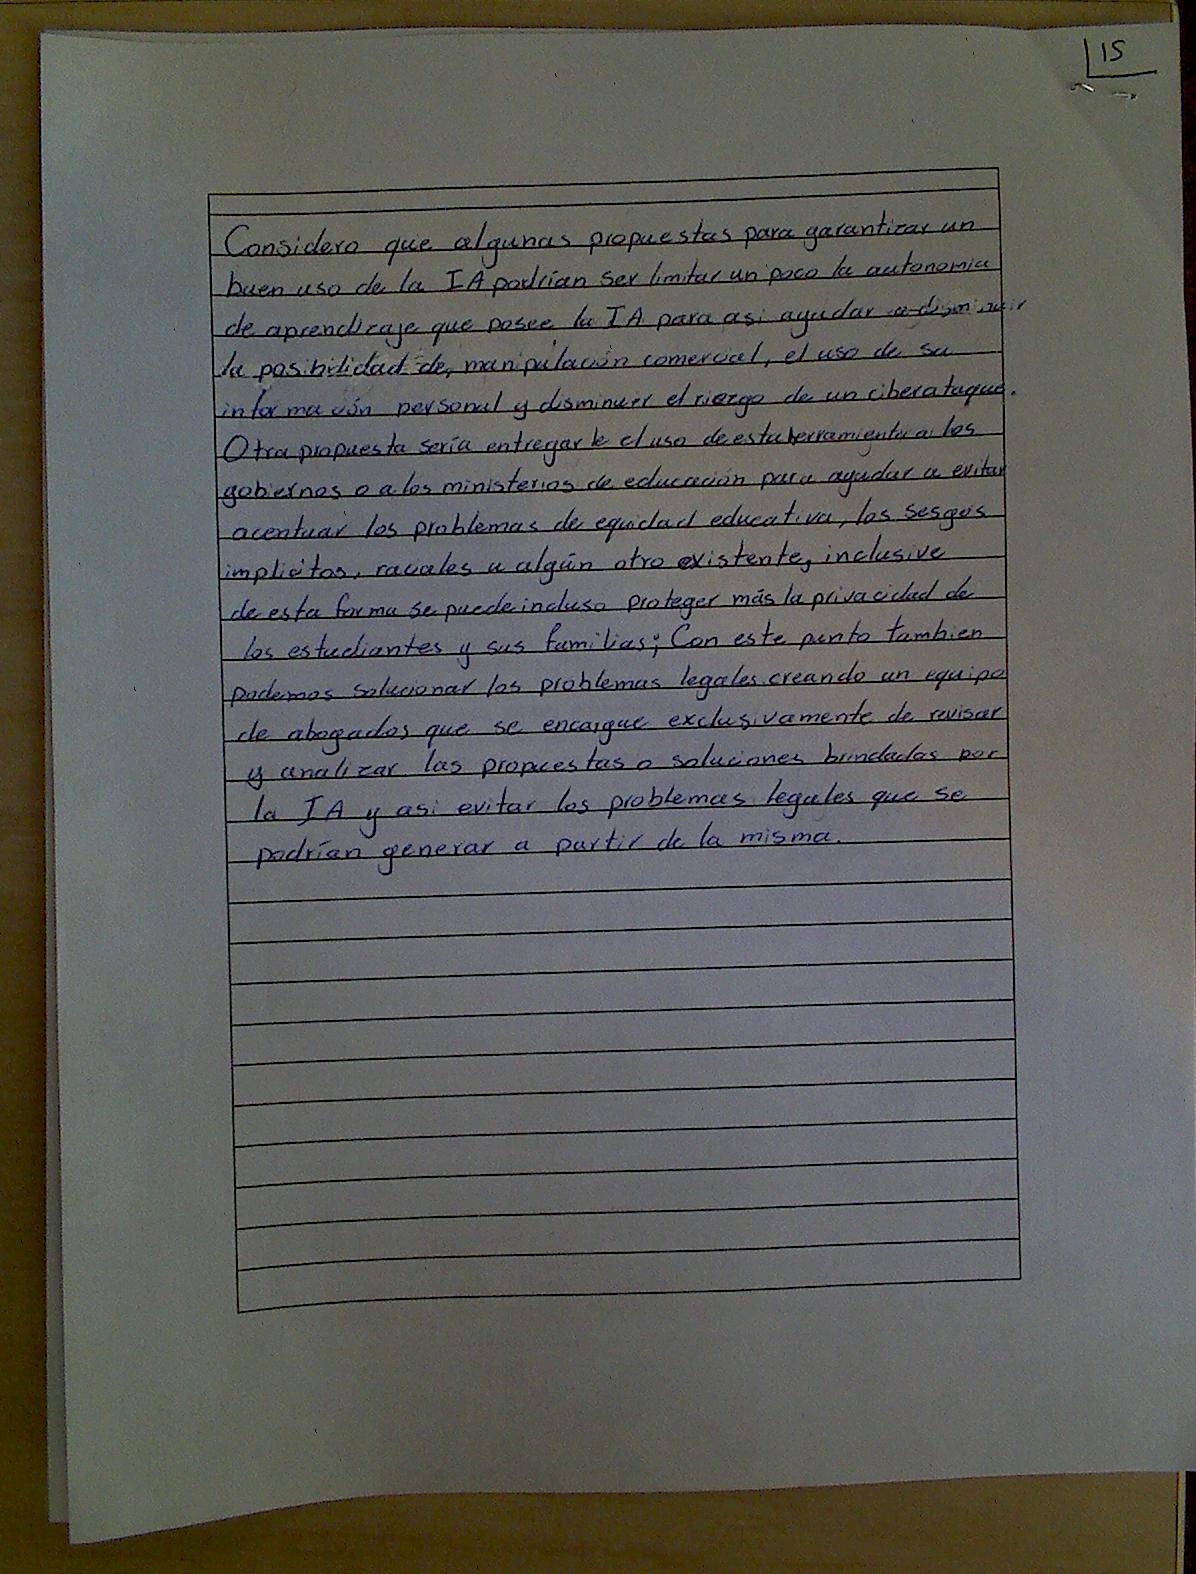 15
Considero que algunas propuestas para garantizar un
buen uso de la IA podrían ser limitar un poco la autonomia
de aprendizaje que posee la IA para asi ayudar a disminuir
la posibilidad de, manipulación comercial, el uso de su
información personal y disminuir el riezgo de un ciberataque.
Otra propuesta sería entregarle el uso de esta herramienta a los
gobiernos o a los ministerios de educación para ayudar a evitar
acentuar los problemas de equidad educativa, los sesgos
implicitos, raciales u algún otro existente, inclusive
de esta forma se puede incluso proteger más la privacidad de
los estudiantes y sus familias; Con este punto tambien
podemos solucionar los problemas legales creando un equipo
de abogados que se encargue exclusivamente de revisar
y analizar las propuestas o soluciones brindadas por
la IA y asi evitar los problemas legales que se
podrían generar a partir de la misma.